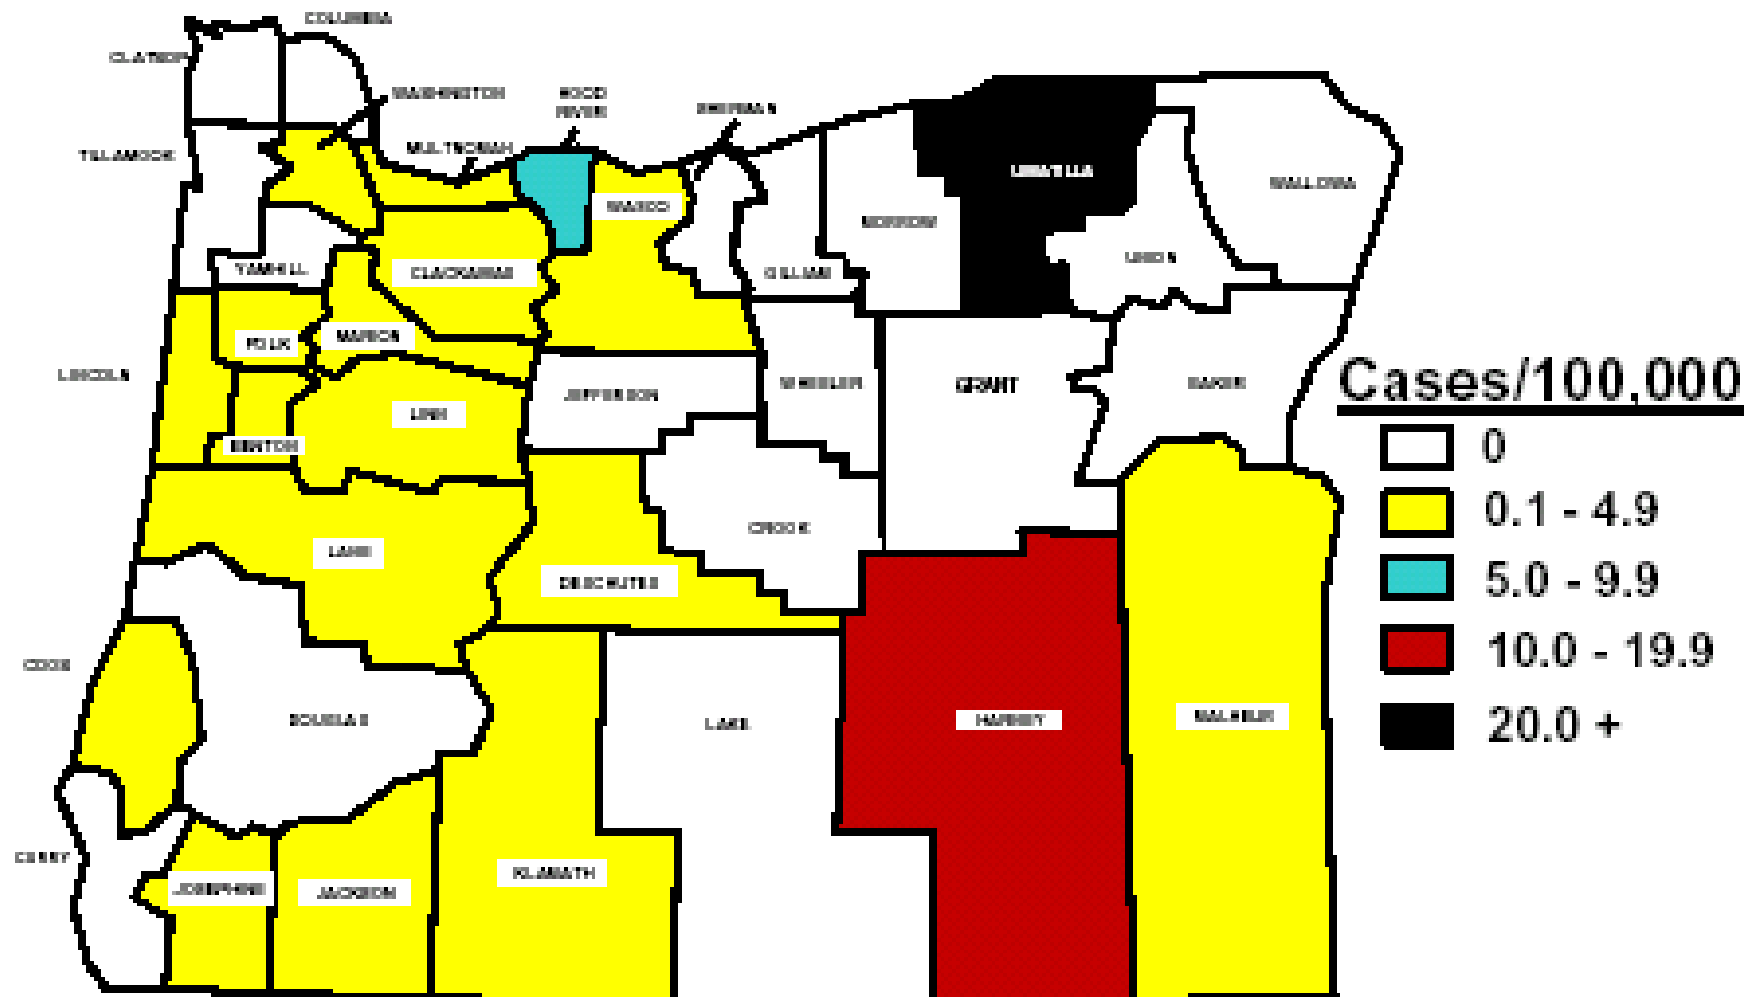 COLUMBIA
CLATSOP
WASHINGTON
HOOD
RIVER
SHERMAN
TILLAMOOK
MULTNOMAH
UMATILLA
WALLOWA
WASCO
MORROW
YAMHILL
CLACKAMAS
GILLIAM
UNION
POLK
MARION
LINCOLN
JEFFERSON
WHEELER
GRANT
BAKER
Cases/100,000
LINN
BENTON
0
0.1 - 4.9
CROOK
LANE
DESCHUTES
5.0 - 9.9
COOS
10.0 - 19.9
DOUGLAS
LAKE
HARNEY
MALHEUR
20.0 +
CURRY
JOSEPHINE
JACKSON
KLAMATH